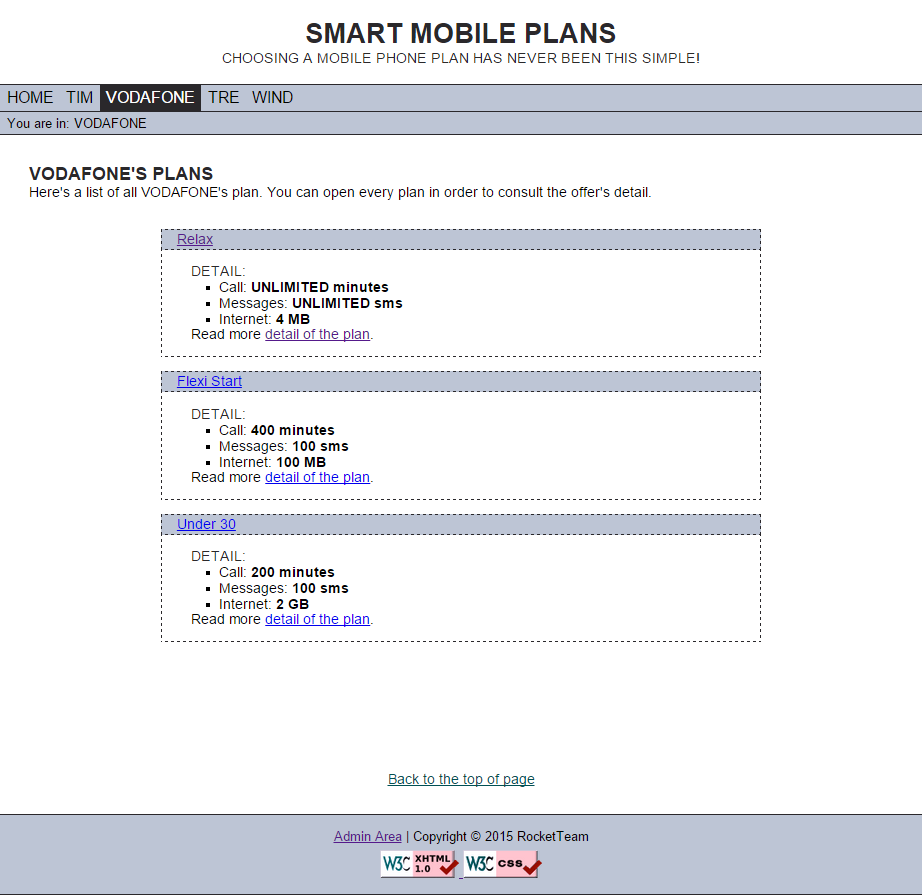 SMART MOBILE PLANS
CHOOSING A MOBILE PHONE PLAN HAS NEVER BEEN THIS SIMPLE!
HOME TIM VODAFONE TRE WIND
You are in: VODAFONE
VODAFONE'S PLANS
Here's a list of all VODAFONE's plan. You can open every plan in order to consult the offer's detail.
Relax
DETAIL:
Call: UNLIMITED minutes
Messages: UNLIMITED sms
Internet: 4 MB
Read more detail of the plan.
Flexi Start
DETAIL:
Call: 400 minutes
Messages: 100 sms
Internet: 100 MB
Read more detail of the plan.
Under 30
DETAIL:
Call: 200 minutes
Messages: 100 sms
Internet: 2 GB
Read more detail of the plan.
Back to the top of page
Admin Area | Copyright © 2015 RocketTeam
W3C XHTML 1.0 W3C css